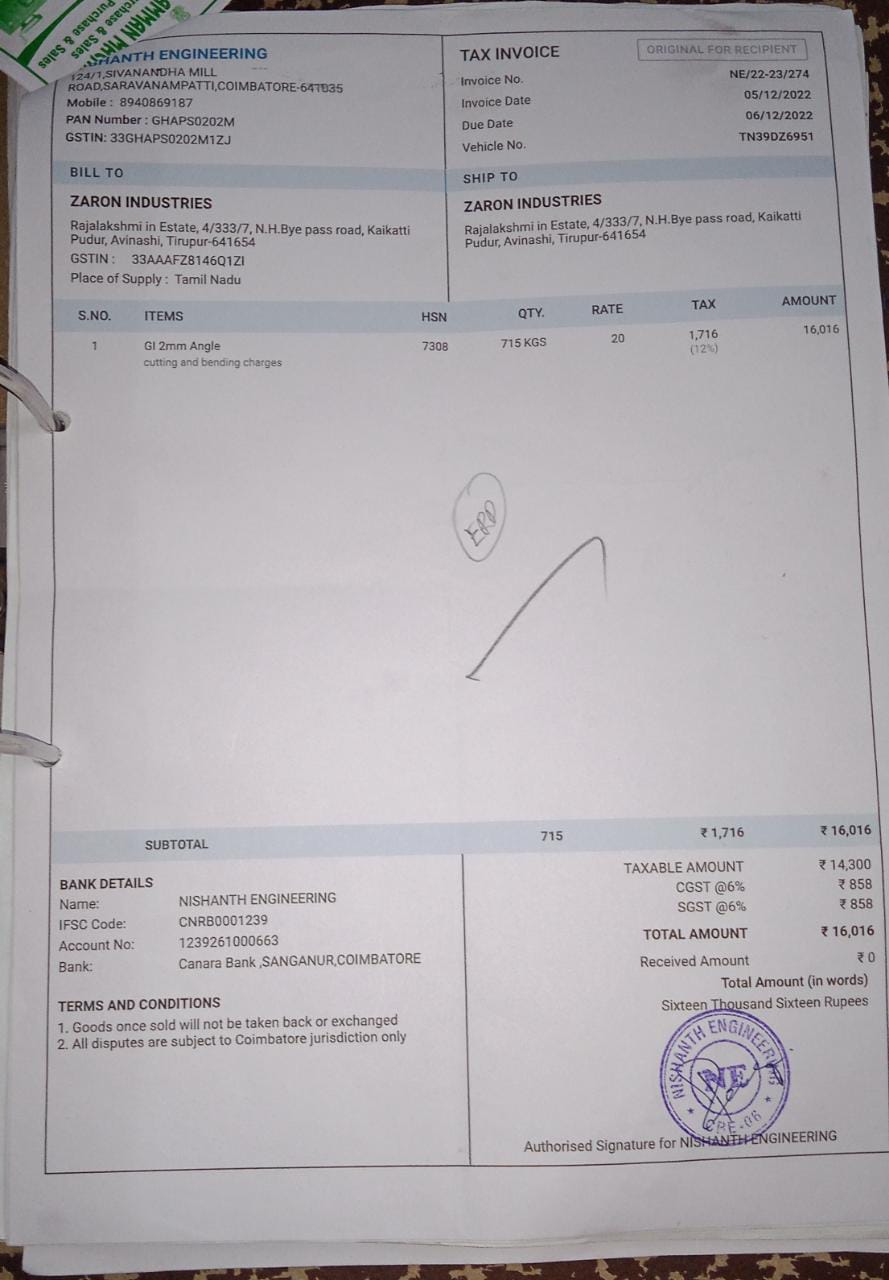 Purchase & Sales
Purchase & Sales
NISHANTH ENGINEERING
124/1,SIVANANDHA MILL
ROAD,SARAVANAMPATTI,COIMBATORE-641035
Mobile : 8940869187
PAN Number : GHAPS0202M
GSTIN: 33GHAPS0202M1ZJ
TAX INVOICE ORIGINAL FOR RECIPIENT
Invoice No. NE/22-23/274
Invoice Date 05/12/2022
Due Date 06/12/2022
Vehicle No. TN39DZ6951
BILL TO
ZARON INDUSTRIES
Rajalakshmi in Estate, 4/333/7, N.H.Bye pass road, Kaikatti
Pudur, Avinashi, Tirupur-641654
GSTIN : 33AAAFZ8146Q1ZI
Place of Supply : Tamil Nadu
SHIP TO
ZARON INDUSTRIES
Rajalakshmi in Estate, 4/333/7, N.H.Bye pass road, Kaikatti
Pudur, Avinashi, Tirupur-641654
S.NO. ITEMS HSN QTY. RATE TAX AMOUNT
1 GI 2mm Angle 7308 715 KGS 20 1,716 16,016
cutting and bending charges (12%)
ERP
SUBTOTAL 715 ₹ 1,716 ₹ 16,016
BANK DETAILS
Name: NISHANTH ENGINEERING
IFSC Code: CNRB0001239
Account No: 1239261000663
Bank: Canara Bank ,SANGANUR,COIMBATORE
TERMS AND CONDITIONS
1. Goods once sold will not be taken back or exchanged
2. All disputes are subject to Coimbatore jurisdiction only
TAXABLE AMOUNT ₹ 14,300
CGST @6% ₹ 858
SGST @6% ₹ 858
TOTAL AMOUNT ₹ 16,016
Received Amount ₹ 0
Total Amount (in words)
Sixteen Thousand Sixteen Rupees
NISHANTH ENGINEERING
NE
CBE-06
Authorised Signature for NISHANTH ENGINEERING